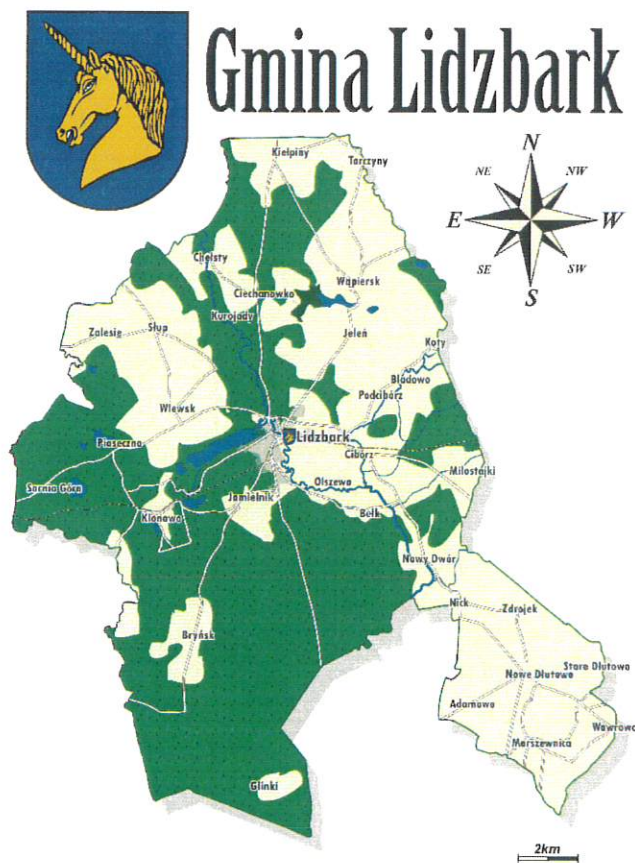 Gmina Lidzbark
Kiełpiny
Tarczyny
N
NE
NW
E
W
SE
SW
S
Chełsty
Ciechanówko
Wąpiersk
Kurojady
Zalesie
Słup
Jeleń
Koty
Bładowo
Podcibórz
Wlewsk
Lidzbark
Piaseczno
Cibórz
Miłostajki
Sarnia Góra
Olszewo
Jamielnik
Klonowo
Bełk
Nowy Dwór
Nick
Zdrojek
Bryńsk
Stare Dłutowo
Nowe Dłutowo
Adamowo
Wawrowo
Marszewnica
Glinki
2km